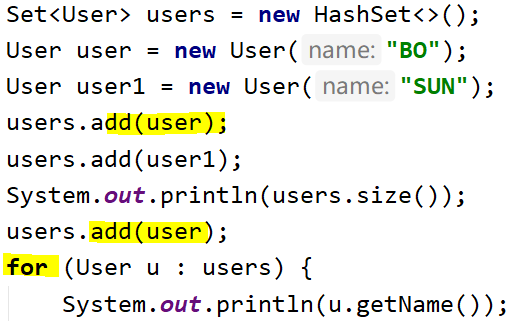 Set<User> users = new HashSet<>();
User user = new User( name: "BO");
User user1 = new User( name: "SUN");
users.add(user);
users.add(user1);
System.out.println(users.size());
users.add(user);
for (User u : users) {
System.out.println(u.getName());